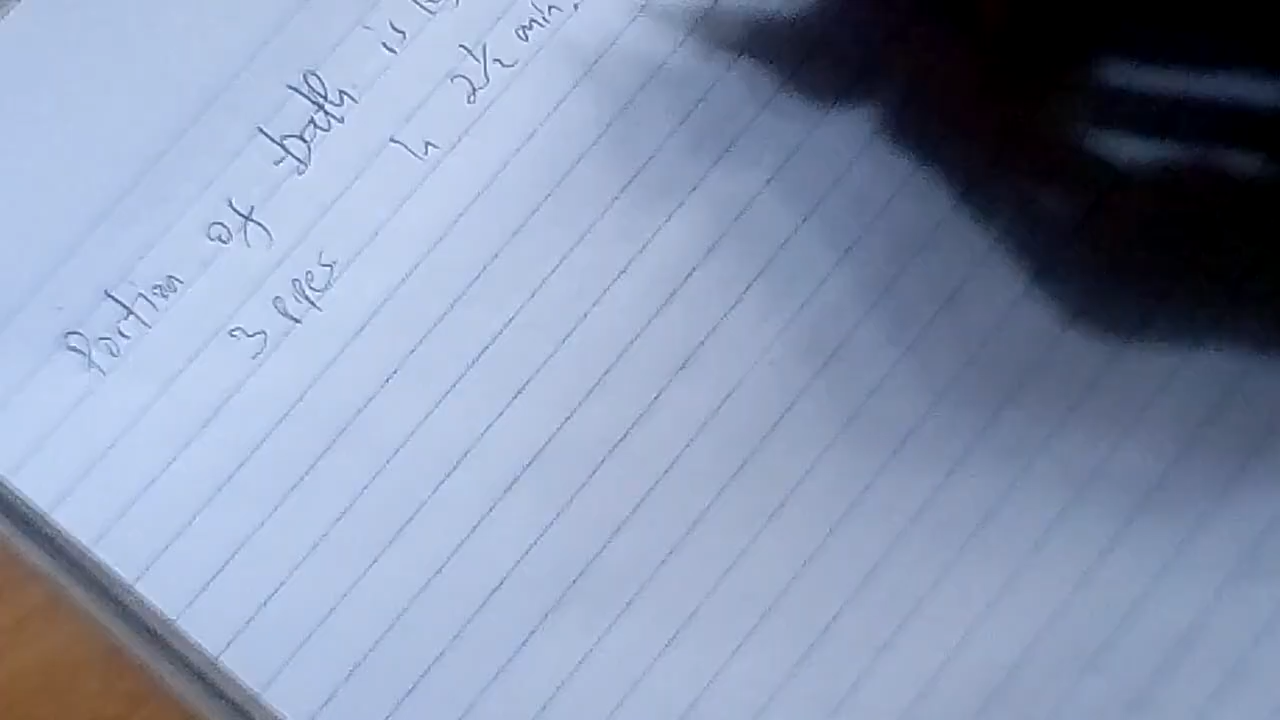 Portion of bath is
3 pipes in 2½ min.